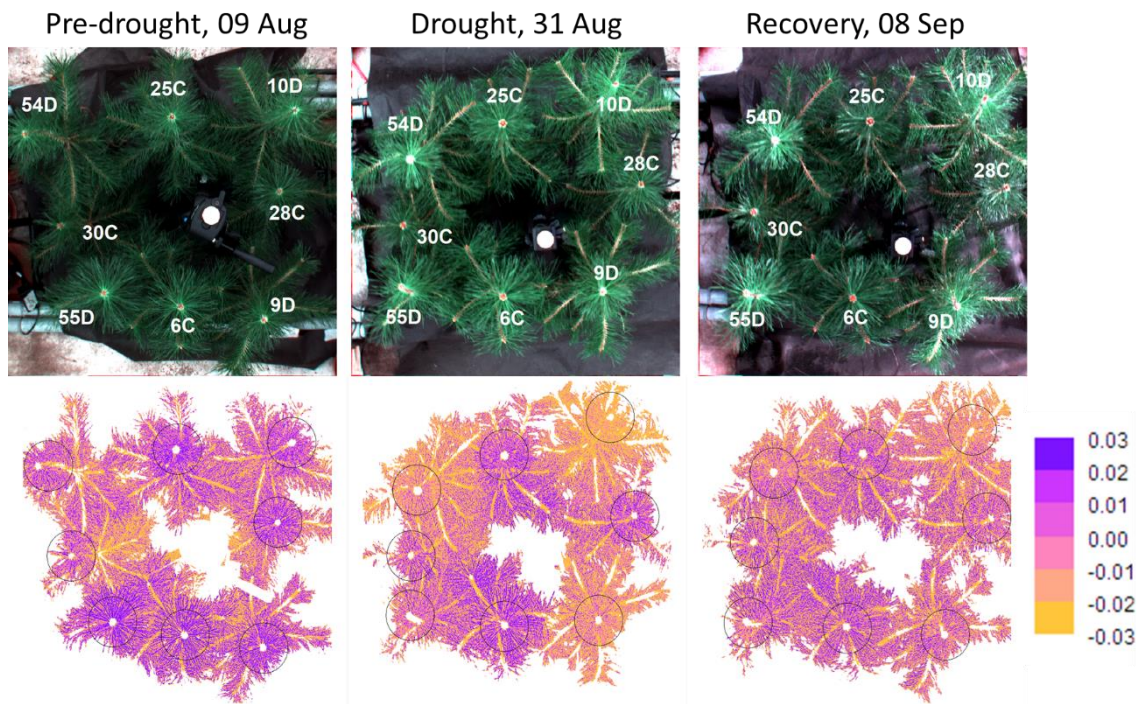 Pre-drought, 09 Aug
Drought, 31 Aug
Recovery, 08 Sep
25C
10D
54D
28C
30C
55D
6C
9D
25C
10D
54D
28C
30C
9D
55D
6C
10D
25C
54D
28C
30C
55D
6C
9D
0.03
0.02
0.01
0.00
-0.01
-0.02
-0.03